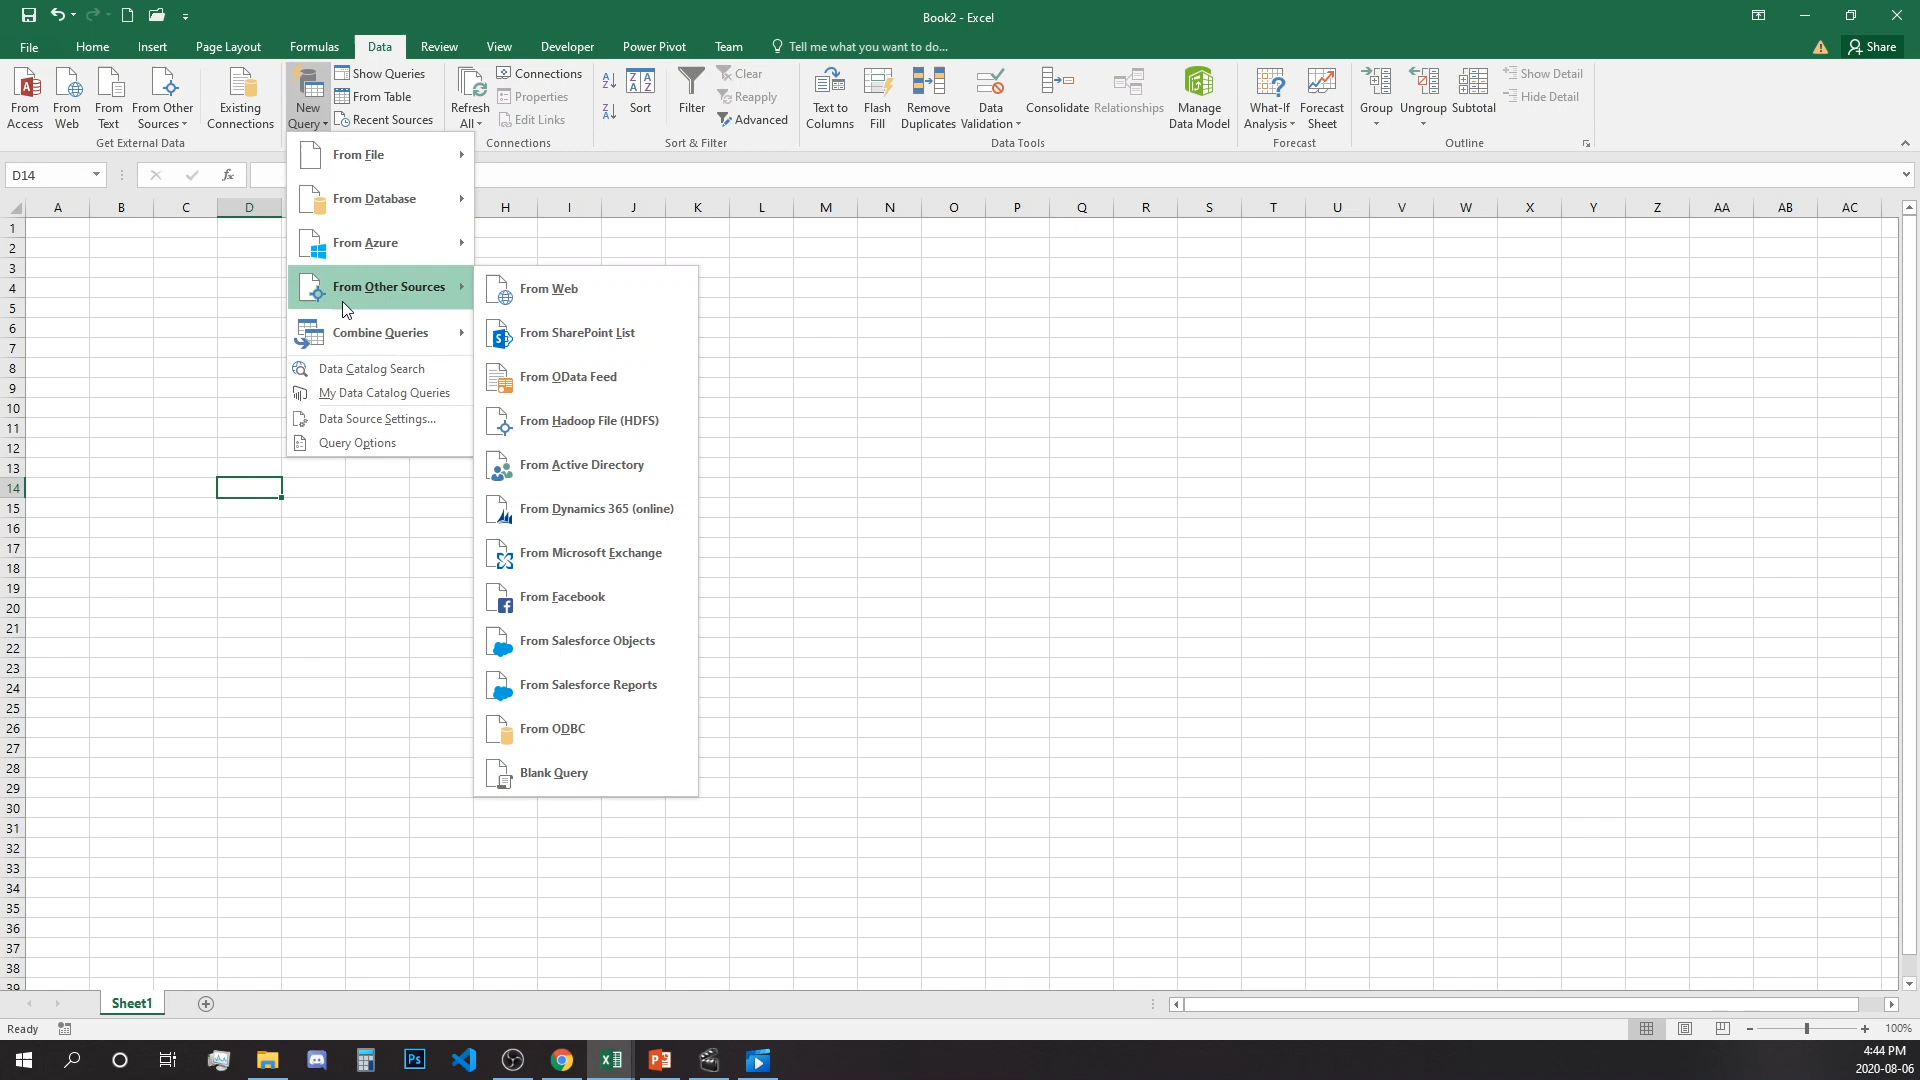 Book2 - Excel
File Home Insert Page Layout Formulas Data Review View Developer Power Pivot Team Tell me what you want to do... Share
From Access
From Web
From Text
From Other Sources
Existing Connections
Get External Data
New Query
Show Queries
From Table
Recent Sources
Refresh All
Connections
Properties
Edit Links
Connections
Sort
Filter
Clear
Reapply
Advanced
Sort & Filter
Text to Columns
Flash Fill
Remove Duplicates
Data Validation
Consolidate
Relationships
Manage Data Model
Data Tools
What-If Analysis
Forecast Sheet
Forecast
Group
Ungroup
Subtotal
Show Detail
Hide Detail
Outline
D14
fx
A B C D H I J K L M N O P Q R S T U V W X Y Z AA AB AC
From File
From Database
From Azure
From Other Sources
Combine Queries
Data Catalog Search
My Data Catalog Queries
Data Source Settings...
Query Options
From Web
From SharePoint List
From OData Feed
From Hadoop File (HDFS)
From Active Directory
From Dynamics 365 (online)
From Microsoft Exchange
From Facebook
From Salesforce Objects
From Salesforce Reports
From ODBC
Blank Query
1
2
3
4
5
6
7
8
9
10
11
12
13
14
15
16
17
18
19
20
21
22
23
24
25
26
27
28
29
30
31
32
33
34
35
36
37
38
39
Sheet1
Ready
100%
4:44 PM
2020-08-06